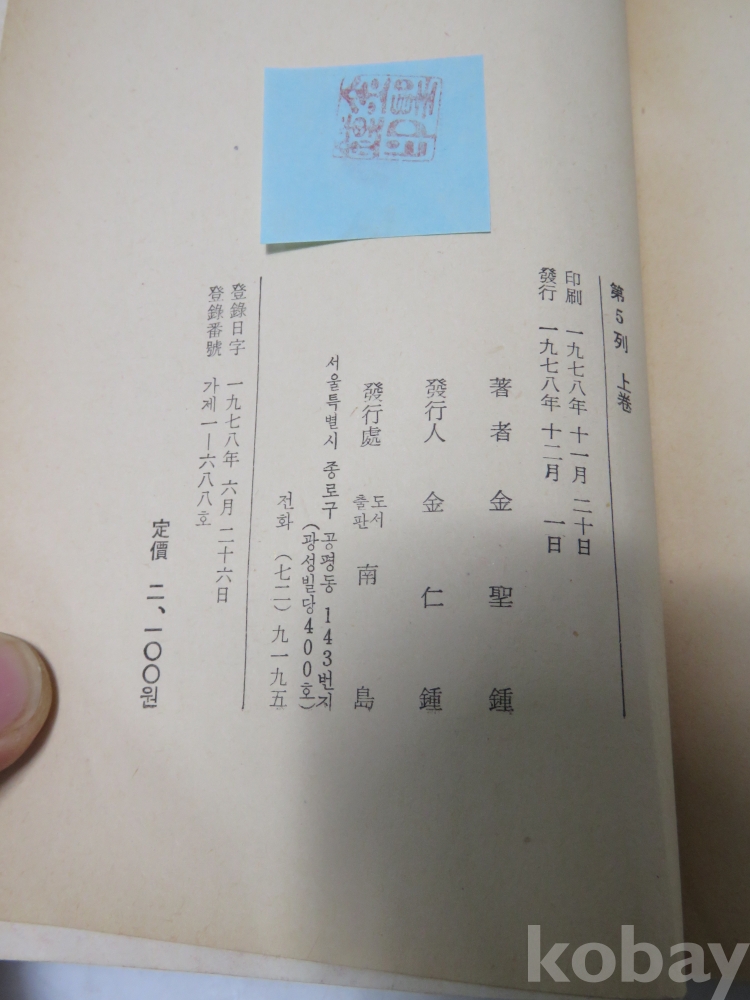 第5列 上卷
印刷 一九七八年 十一月 二十日
發行 一九七八年 十二月 一日
著者 金聖鍾
發行人 金仁鍾
發行處 도서출판 南島
서울특별시 종로구 공평동 143번지
(광성빌당400호)
전화 (七二) 九一九五
登錄日字 一九七八年 六月 二十六日
登錄番號 가제一—六八八호
定價 二、一〇〇원
kobay